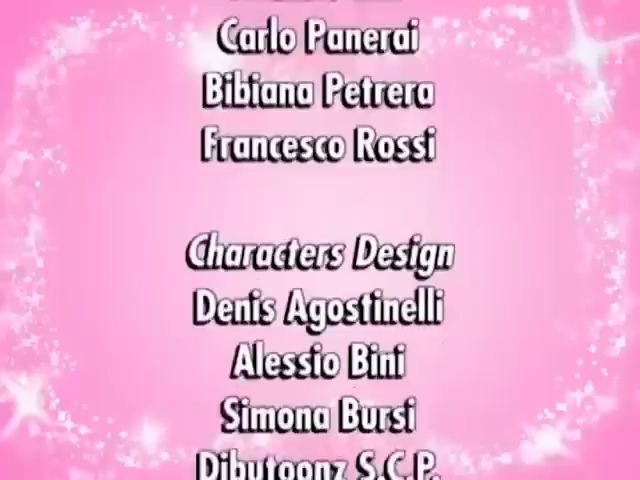 Carlo Panerai
Bibiana Petrera
Francesco Rossi
Characters Design
Denis Agostinelli
Alessio Bini
Simona Bursi
Dibutoonz S.C.P.